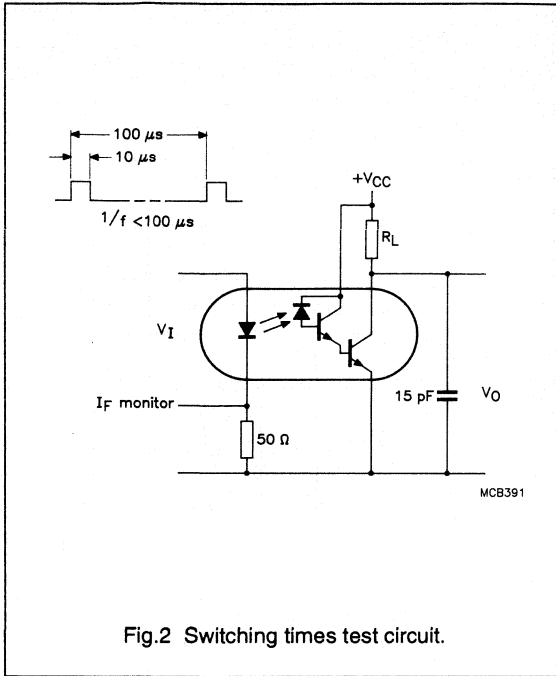 100 μs
10 μs
1/f <100 μs
+VCC
RL
VI
IF monitor
50 Ω
15 pF
VO
MCB391
Fig.2 Switching times test circuit.